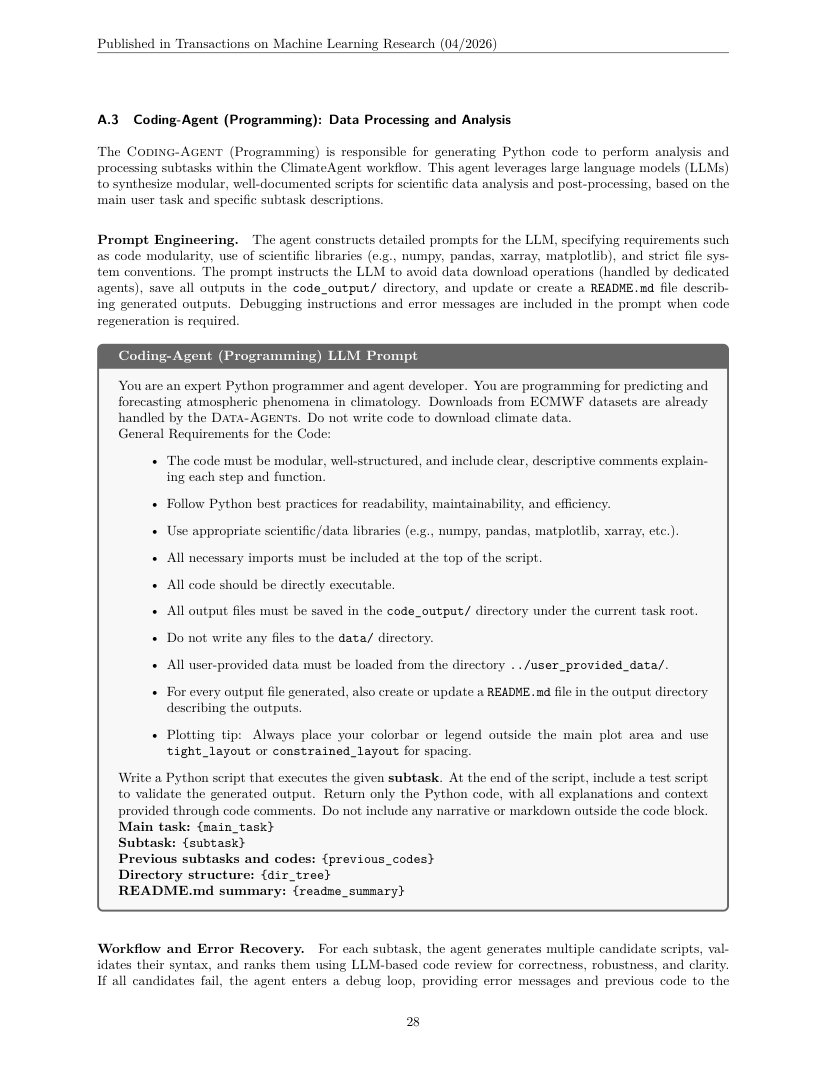 Published in Transactions on Machine Learning Research (04/2026)
A.3 Coding-Agent (Programming): Data Processing and Analysis
The Coding-Agent (Programming) is responsible for generating Python code to perform analysis and
processing subtasks within the ClimateAgent workflow. This agent leverages large language models (LLMs)
to synthesize modular, well-documented scripts for scientific data analysis and post-processing, based on the
main user task and specific subtask descriptions.
Prompt Engineering. The agent constructs detailed prompts for the LLM, specifying requirements such
as code modularity, use of scientific libraries (e.g., numpy, pandas, xarray, matplotlib), and strict file sys-
tem conventions. The prompt instructs the LLM to avoid data download operations (handled by dedicated
agents), save all outputs in the code_output/ directory, and update or create a README.md file describ-
ing generated outputs. Debugging instructions and error messages are included in the prompt when code
regeneration is required.
Coding-Agent (Programming) LLM Prompt
You are an expert Python programmer and agent developer. You are programming for predicting and
forecasting atmospheric phenomena in climatology. Downloads from ECMWF datasets are already
handled by the Data-Agents. Do not write code to download climate data.
General Requirements for the Code:
• The code must be modular, well-structured, and include clear, descriptive comments explain-
ing each step and function.
• Follow Python best practices for readability, maintainability, and efficiency.
• Use appropriate scientific/data libraries (e.g., numpy, pandas, matplotlib, xarray, etc.).
• All necessary imports must be included at the top of the script.
• All code should be directly executable.
• All output files must be saved in the code_output/ directory under the current task root.
• Do not write any files to the data/ directory.
• All user-provided data must be loaded from the directory ../user_provided_data/.
• For every output file generated, also create or update a README.md file in the output directory
describing the outputs.
• Plotting tip: Always place your colorbar or legend outside the main plot area and use
tight_layout or constrained_layout for spacing.
Write a Python script that executes the given subtask. At the end of the script, include a test script
to validate the generated output. Return only the Python code, with all explanations and context
provided through code comments. Do not include any narrative or markdown outside the code block.
Main task: {main_task}
Subtask: {subtask}
Previous subtasks and codes: {previous_codes}
Directory structure: {dir_tree}
README.md summary: {readme_summary}
Workflow and Error Recovery. For each subtask, the agent generates multiple candidate scripts, val-
idates their syntax, and ranks them using LLM-based code review for correctness, robustness, and clarity.
If all candidates fail, the agent enters a debug loop, providing error messages and previous code to the
28